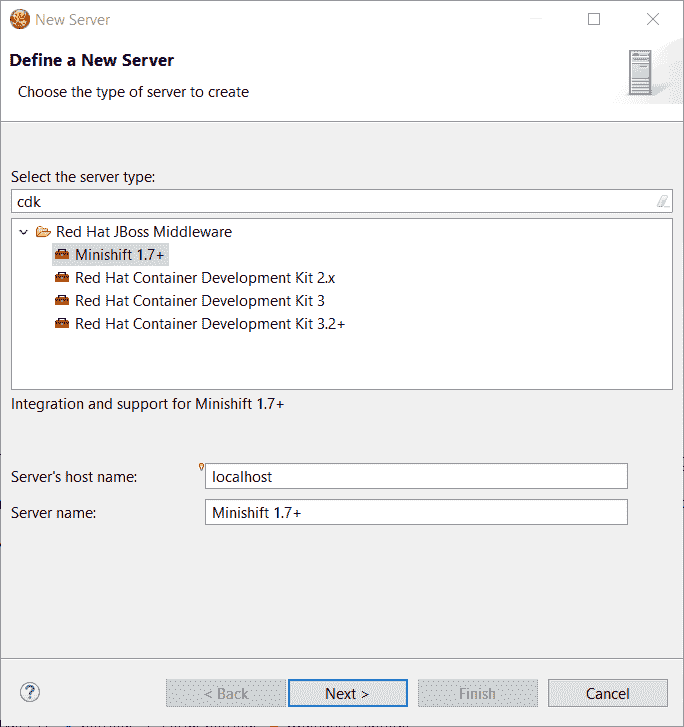 New Server
Define a New Server
Choose the type of server to create
Select the server type:
cdk
Red Hat JBoss Middleware
Minishift 1.7+
Red Hat Container Development Kit 2.x
Red Hat Container Development Kit 3
Red Hat Container Development Kit 3.2+
Integration and support for Minishift 1.7+
Server's host name: localhost
Server name: Minishift 1.7+
? < Back Next > Finish Cancel